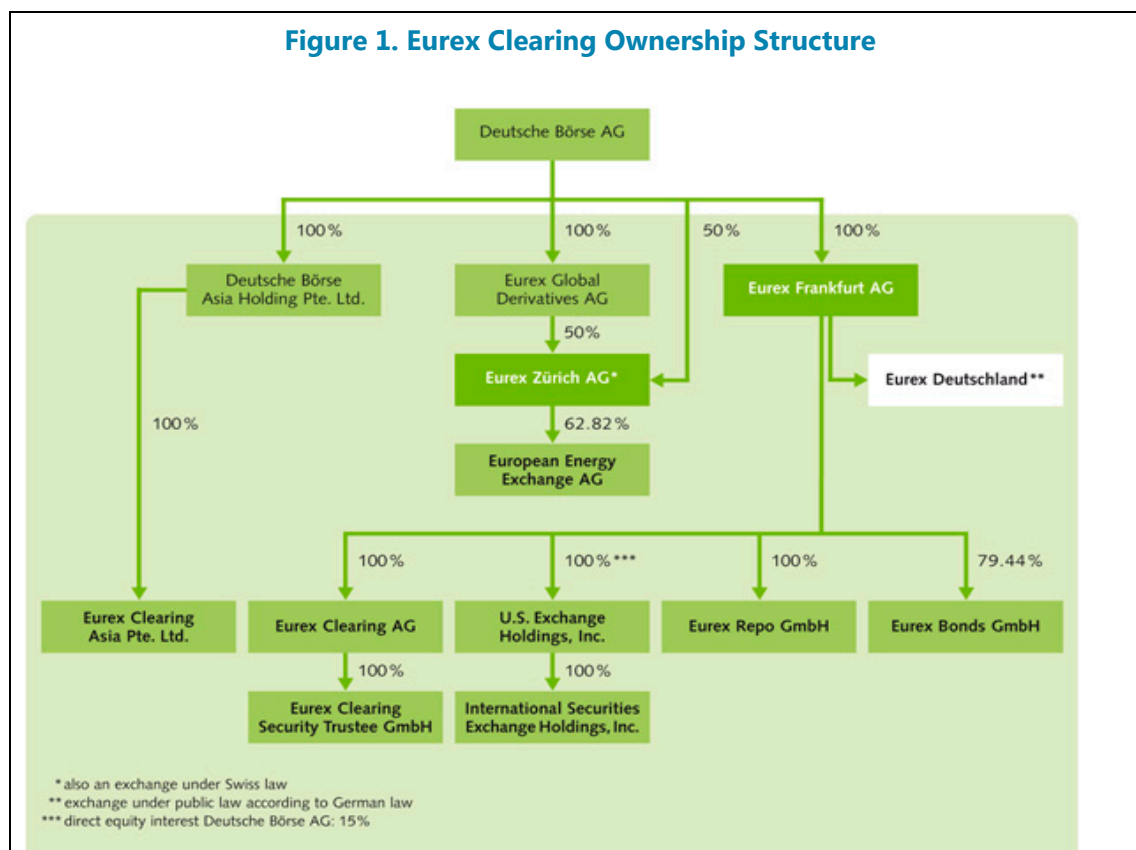 Figure 1. Eurex Clearing Ownership Structure
Deutsche Börse AG
100%
100%
50%
100%
Deutsche Börse
Asia Holding Pte. Ltd.
Eurex Global
Derivatives AG
Eurex Frankfurt AG
50%
Eurex Zürich AG*
Eurex Deutschland**
100%
62.82%
European Energy
Exchange AG
100%
100%***
100%
79.44%
Eurex Clearing
Asia Pte. Ltd.
Eurex Clearing AG
U.S. Exchange
Holdings, Inc.
Eurex Repo GmbH
Eurex Bonds GmbH
100%
100%
Eurex Clearing
Security Trustee GmbH
International Securities
Exchange Holdings, Inc.
* also an exchange under Swiss law
** exchange under public law according to German law
*** direct equity interest Deutsche Börse AG: 15%